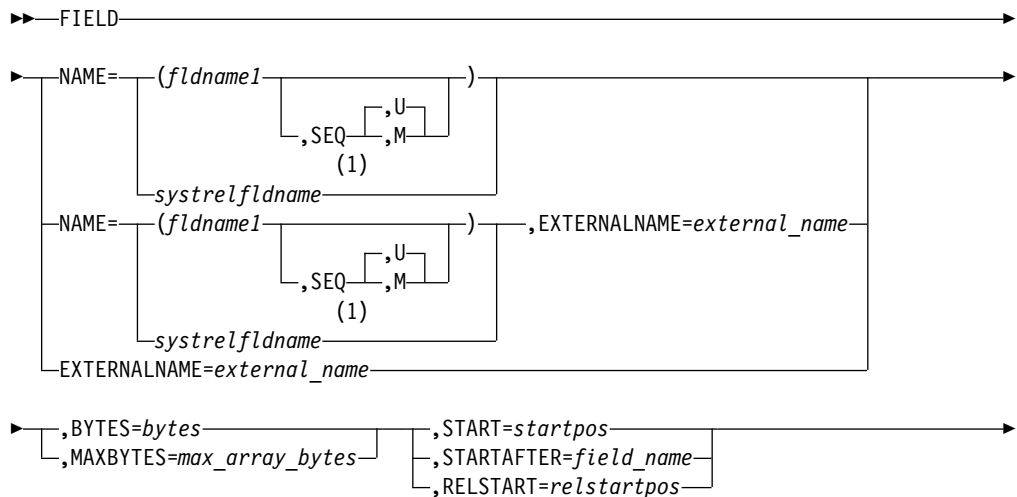 FIELD
NAME= (fldname1 )
,U
,SEQ ,M
(1)
systrelfldname
NAME= (fldname1 ) ,EXTERNALNAME=external_name
,U
,SEQ ,M
(1)
systrelfldname
EXTERNALNAME=external_name
,BYTES=bytes ,START=startpos
,MAXBYTES=max_array_bytes ,STARTAFTER=field_name
,RELSTART=relstartpos